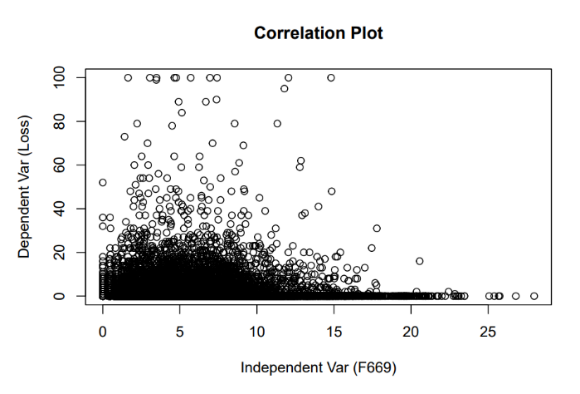 Correlation Plot
Dependent Var (Loss)
100
80
60
40
20
0
0 5 10 15 20 25
Independent Var (F669)